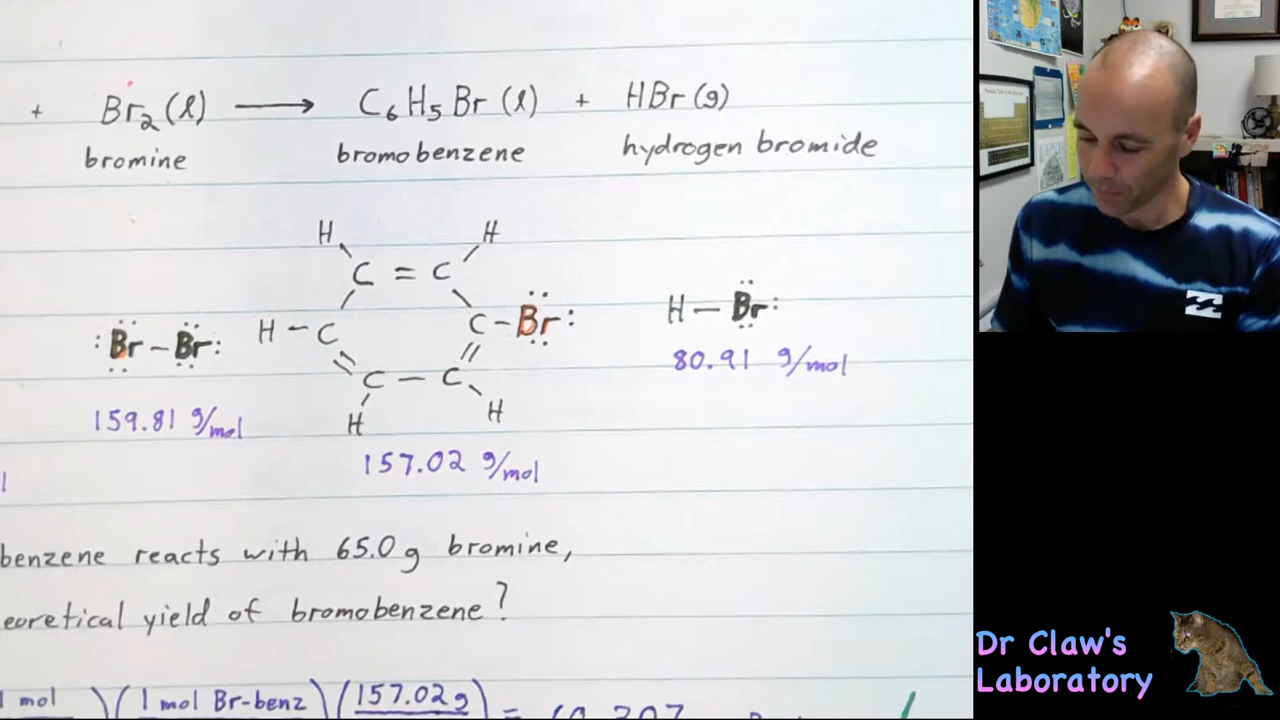 + Br₂(l) ⟶ C₆H₅Br (l) + HBr (g)
bromine bromobenzene hydrogen bromide
H H
C = C
H – C C – Br:
:Br – Br:
C – C
H H
H – Br:
80.91 g/mol
159.81 g/mol
157.02 g/mol
l
benzene reacts with 65.0 g bromine,
eoretical yield of bromobenzene?
1 mol )( 1 mol Br-benz )( 157.02 g ) =
Dr Claw's
Laboratory